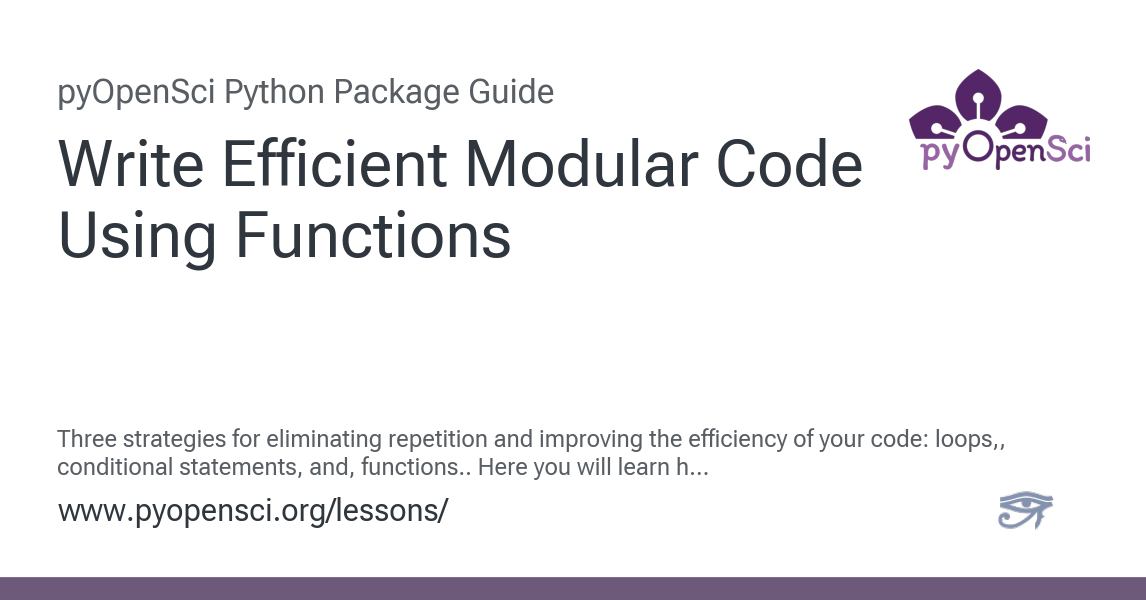 pyOpenSci Python Package Guide
Write Efficient Modular Code
Using Functions
pyOpenSci
Three strategies for eliminating repetition and improving the efficiency of your code: loops,,
conditional statements, and, functions.. Here you will learn h...
www.pyopensci.org/lessons/